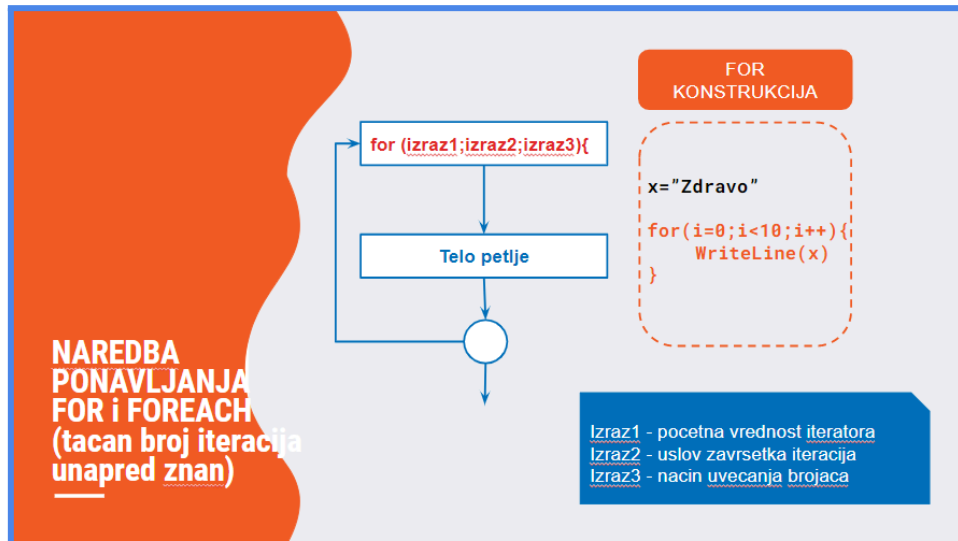 NAREDBA
PONAVLJANJA
FOR i FOREACH
(tacan broj iteracija
unapred znan)
for (izraz1;izraz2;izraz3){
Telo petlje
FOR
KONSTRUKCIJA
x="Zdravo"
for(i=0;i<10;i++){
WriteLine(x)
}
Izraz1 - pocetna vrednost iteratora
Izraz2 - uslov zavrsetka iteracija
Izraz3 - nacin uvecanja brojaca